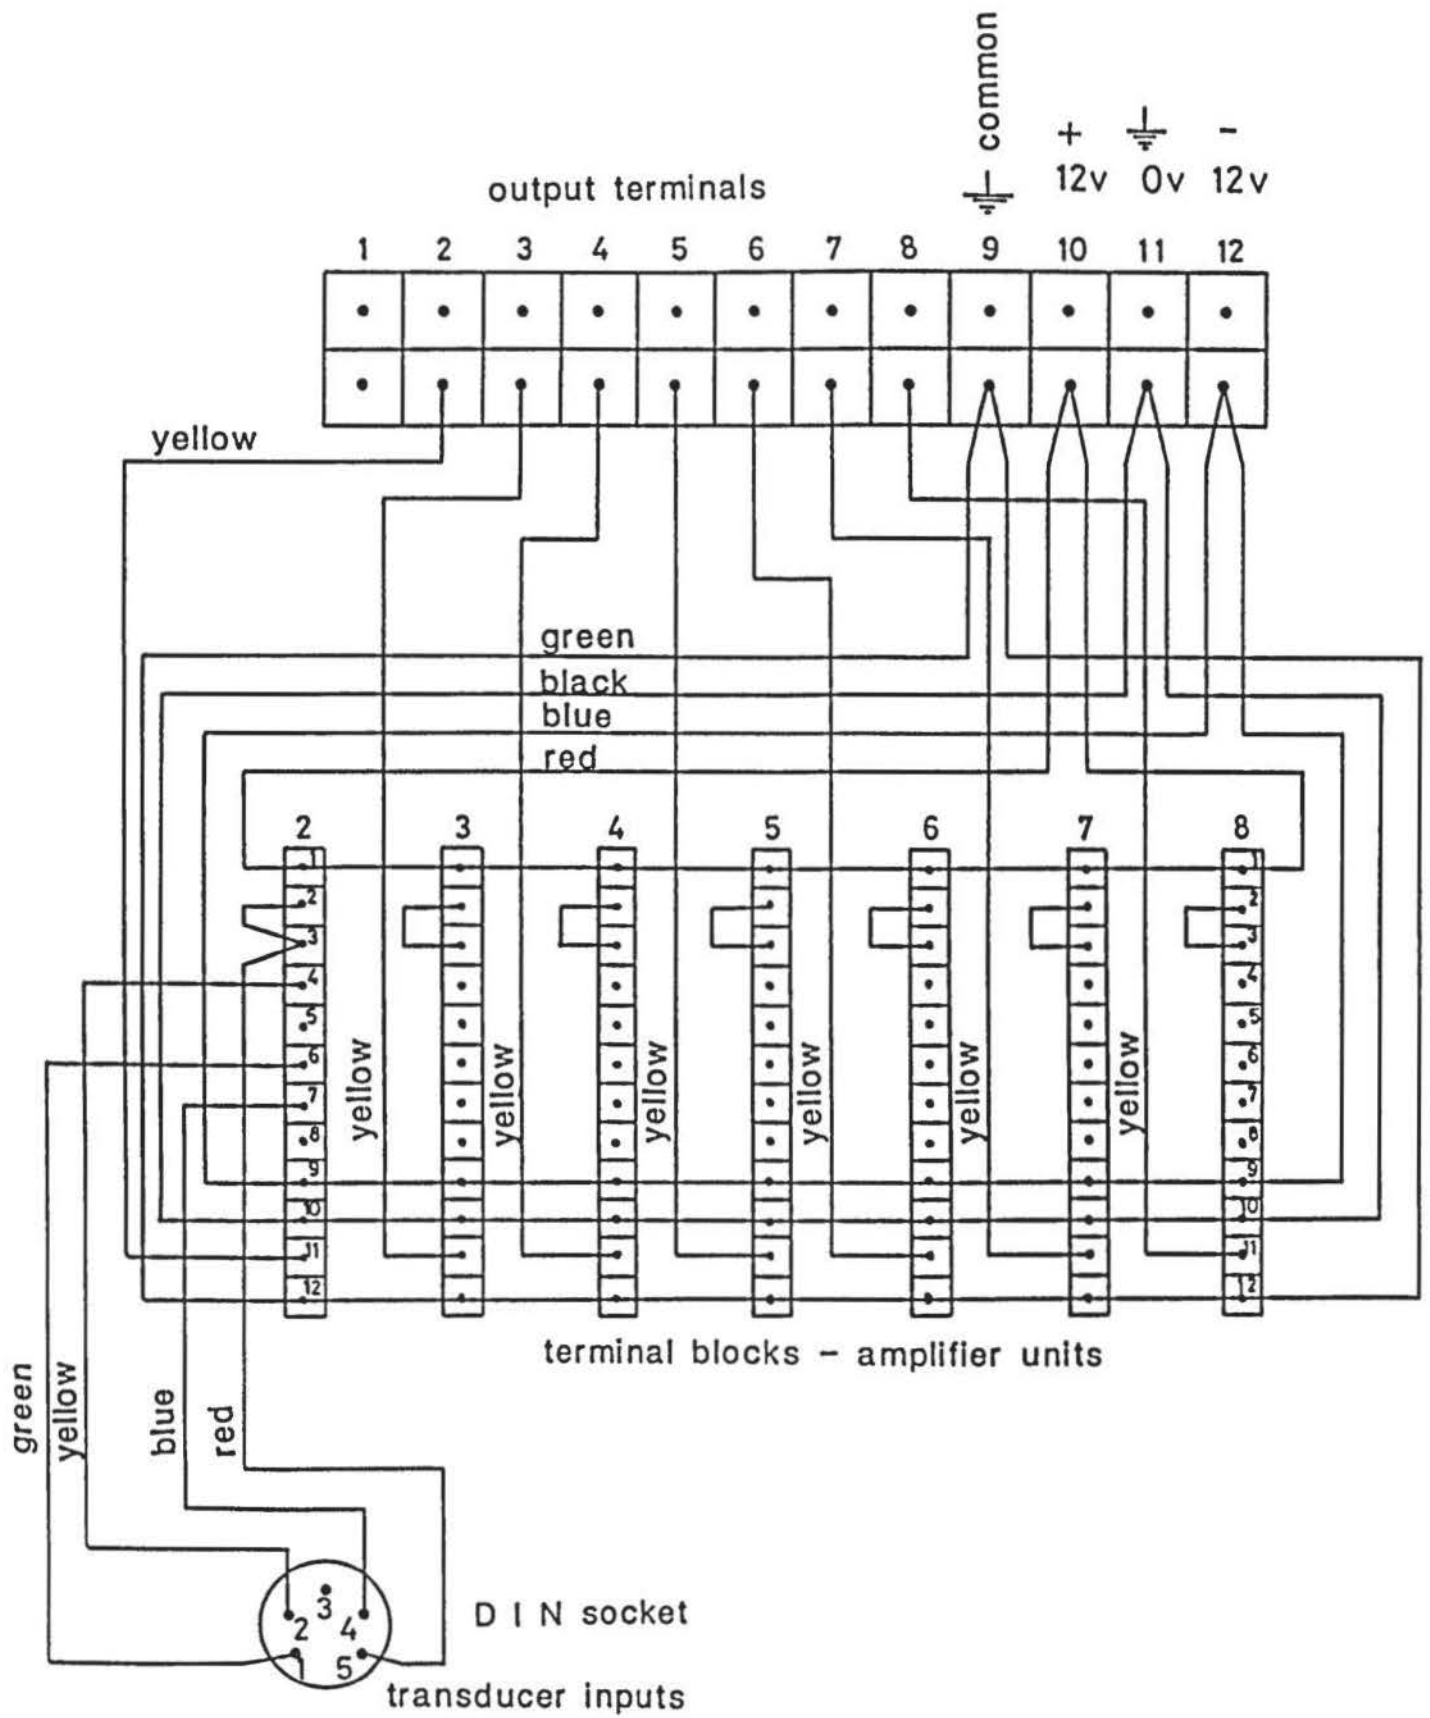 common
+ -
12v 0v 12v
output terminals
1 2 3 4 5 6 7 8 9 10 11 12
yellow
green
black
blue
red
2 3 4 5 6 7 8
1 1
2 2
3 3
4 4
5 5
6 6
7 7
8 8
9 9
10 10
11 11
12 12
yellow yellow yellow yellow yellow yellow
terminal blocks - amplifier units
green yellow blue red
3
2 4
1 5
D I N socket
transducer inputs